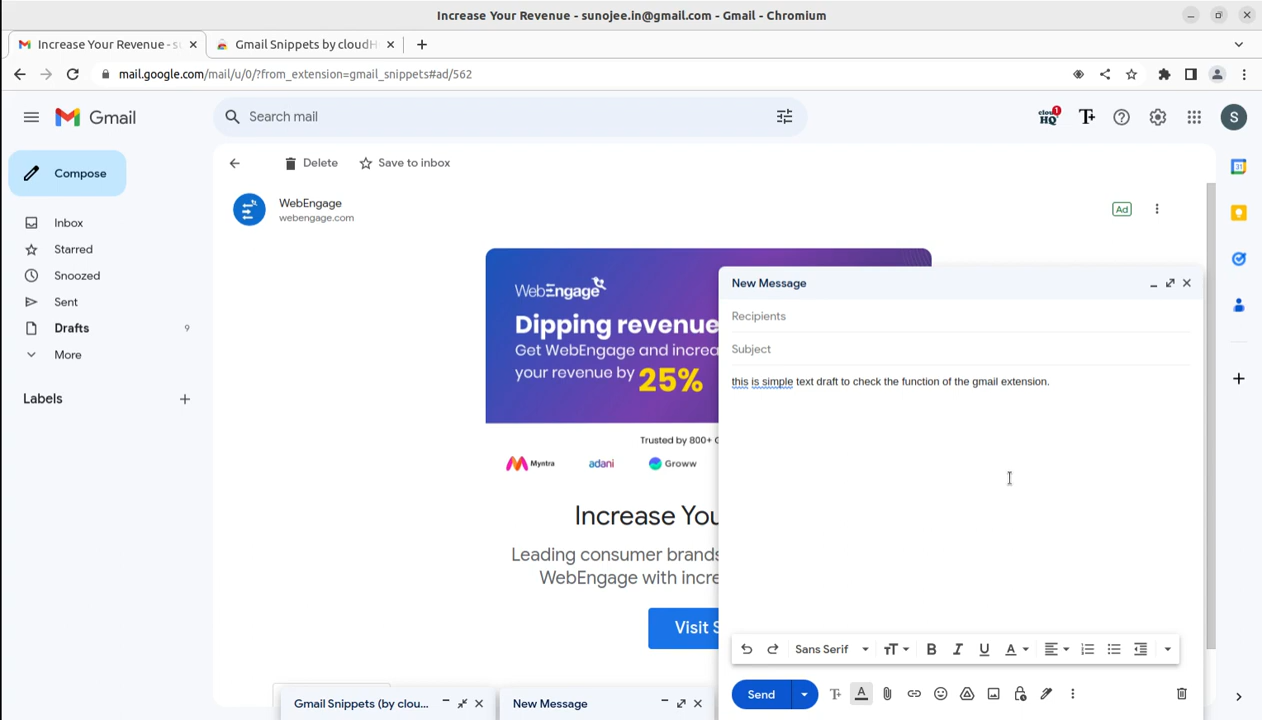 Increase Your Revenue - sunojee.in@gmail.com - Gmail - Chromium
Increase Your Revenue - s
Gmail Snippets by cloudH
mail.google.com/mail/u/0/?from_extension=gmail_snippets#ad/562
Gmail
Search mail
cloud HQ
1
T+
S
Compose
Delete
Save to inbox
WebEngage
webengage.com
Ad
Inbox
Starred
Snoozed
Sent
Drafts
9
More
Labels
WebEngage
Dipping revenue
Get WebEngage and increa
your revenue by 25%
Trusted by 800+
Myntra
adani
Groww
Increase You
Leading consumer brands
WebEngage with incre
Visit S
New Message
Recipients
Subject
this is simple text draft to check the function of the gmail extension.
Sans Serif
Send
Gmail Snippets (by clou...
New Message
31